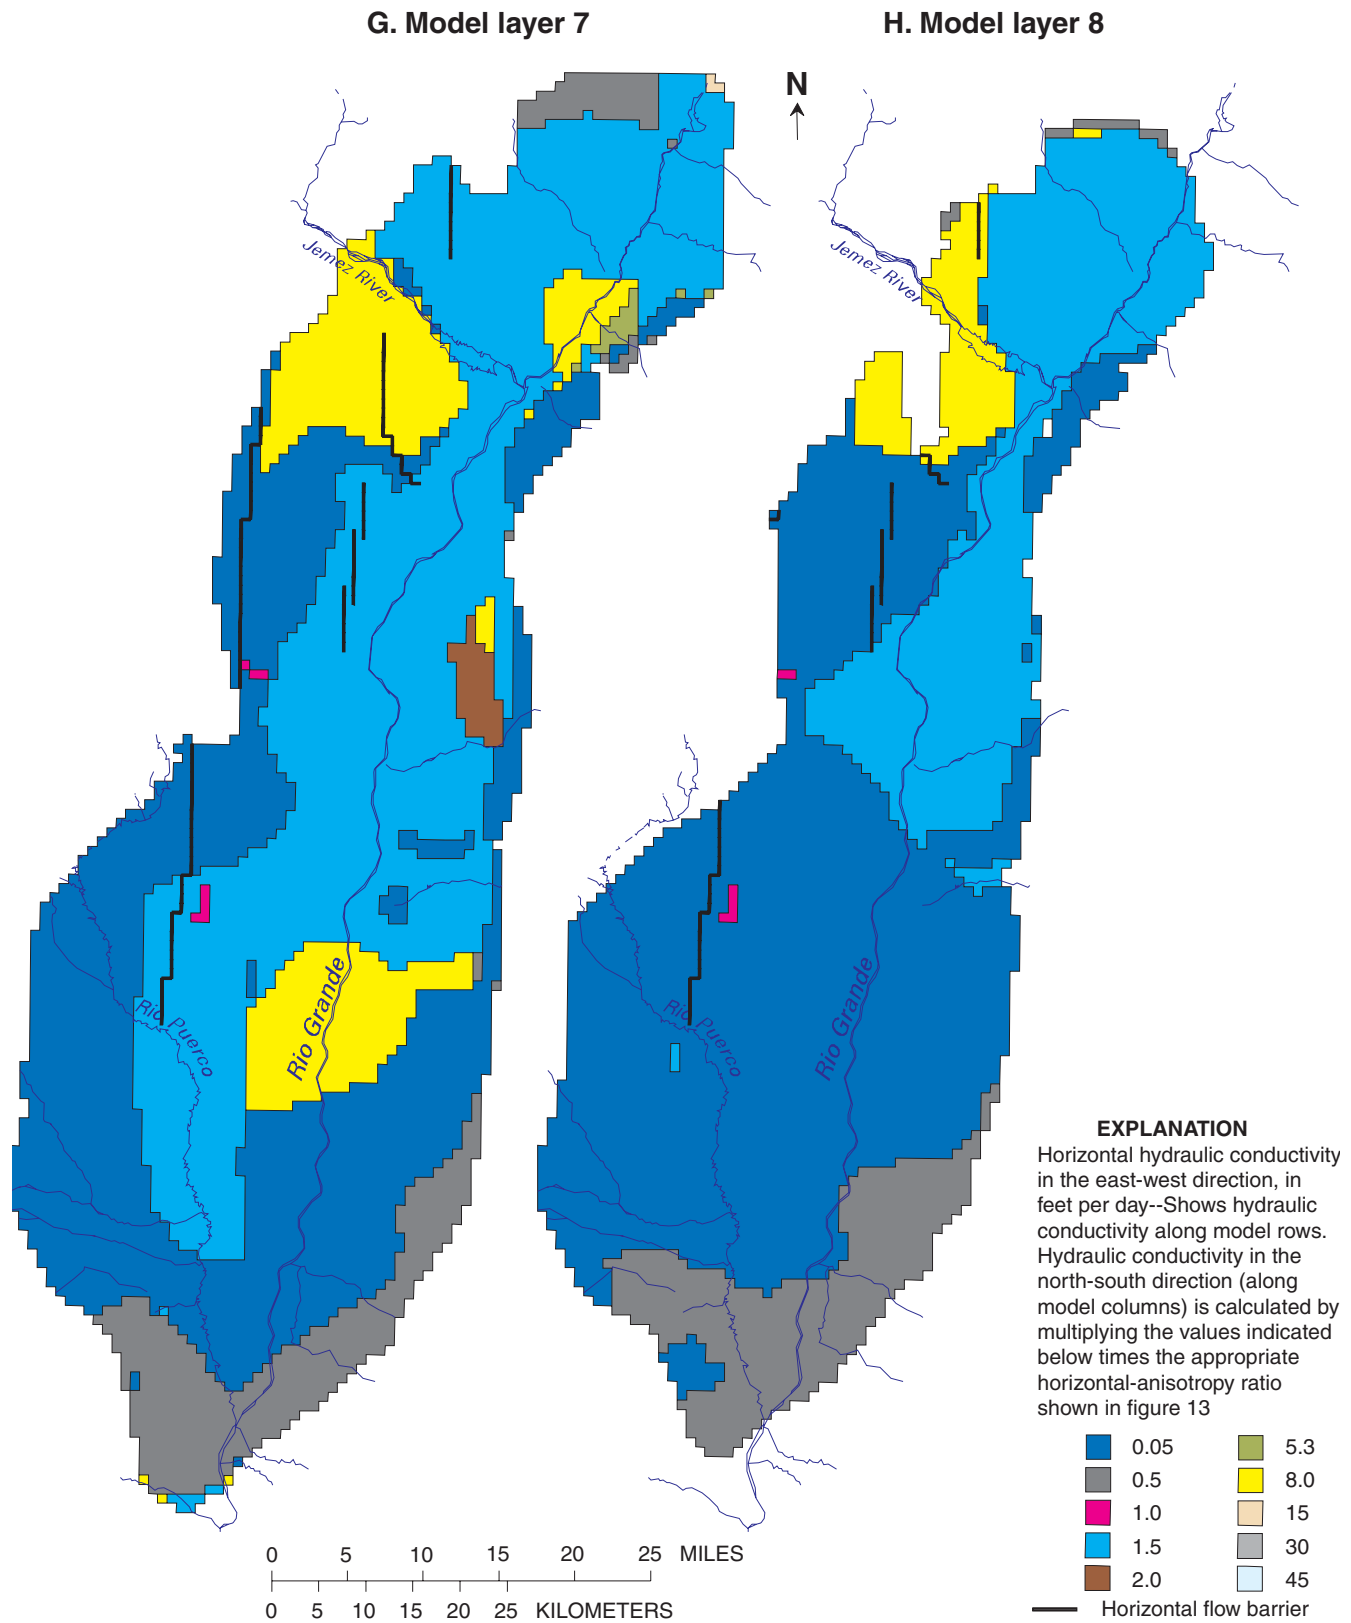 G. Model layer 7
H. Model layer 8
N
Jemez River
Jemez River
Rio Puerco
Rio Grande
Rio Puerco
Rio Grande
EXPLANATION
Horizontal hydraulic conductivity
in the east-west direction, in
feet per day--Shows hydraulic
conductivity along model rows.
Hydraulic conductivity in the
north-south direction (along
model columns) is calculated by
multiplying the values indicated
below times the appropriate
horizontal-anisotropy ratio
shown in figure 13
0.05 5.3
0.5 8.0
1.0 15
1.5 30
2.0 45
Horizontal flow barrier
0 5 10 15 20 25 MILES
0 5 10 15 20 25 KILOMETERS